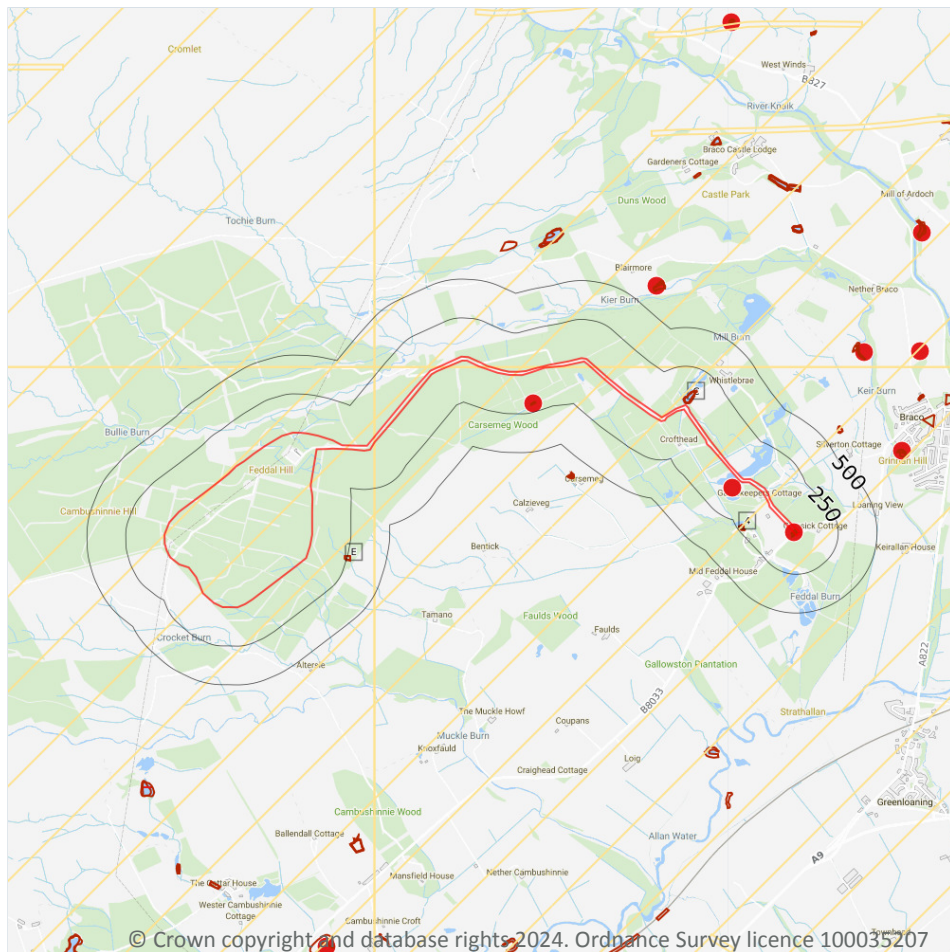 Cromlet
West Winds
B827
River Knaik
Braco Castle Lodge
Gardeners Cottage
Castle Park
Mill of Ardoch
Duns Wood
Tochie Burn
Blairmore
Nether Braco
Kier Burn
Mill Burn
Whistlebrae
Keir Burn
Braco
Carsemeg Wood
Bullie Burn
Crofthead
Silverton Cottage
Grinnan Hill
Feddal Hill
500
Carsemeg
Cottage
Calzieveg
250
Loaning View
Cambushinnie Hill
Cottage
E
Bentick
Keirallan House
Mid Feddal House
Feddal Burn
Tamano
Faulds Wood
Crocket Burn
Faulds
A822
Gallowston Plantation
B8033
The Muckle Howf
Strathallan
Coupans
Muckle Burn
Knoxfauld
Loig
Craighead Cottage
Greenloaning
Cambushinnie Wood
Allan Water
Ballendall Cottage
A9
Nether Cambushinnie
Mansfield House
The Cottar House
Wester Cambushinnie
Cottage
Cambushinnie Croft
© Crown copyright and database rights 2024. Ordnance Survey licence 100025207